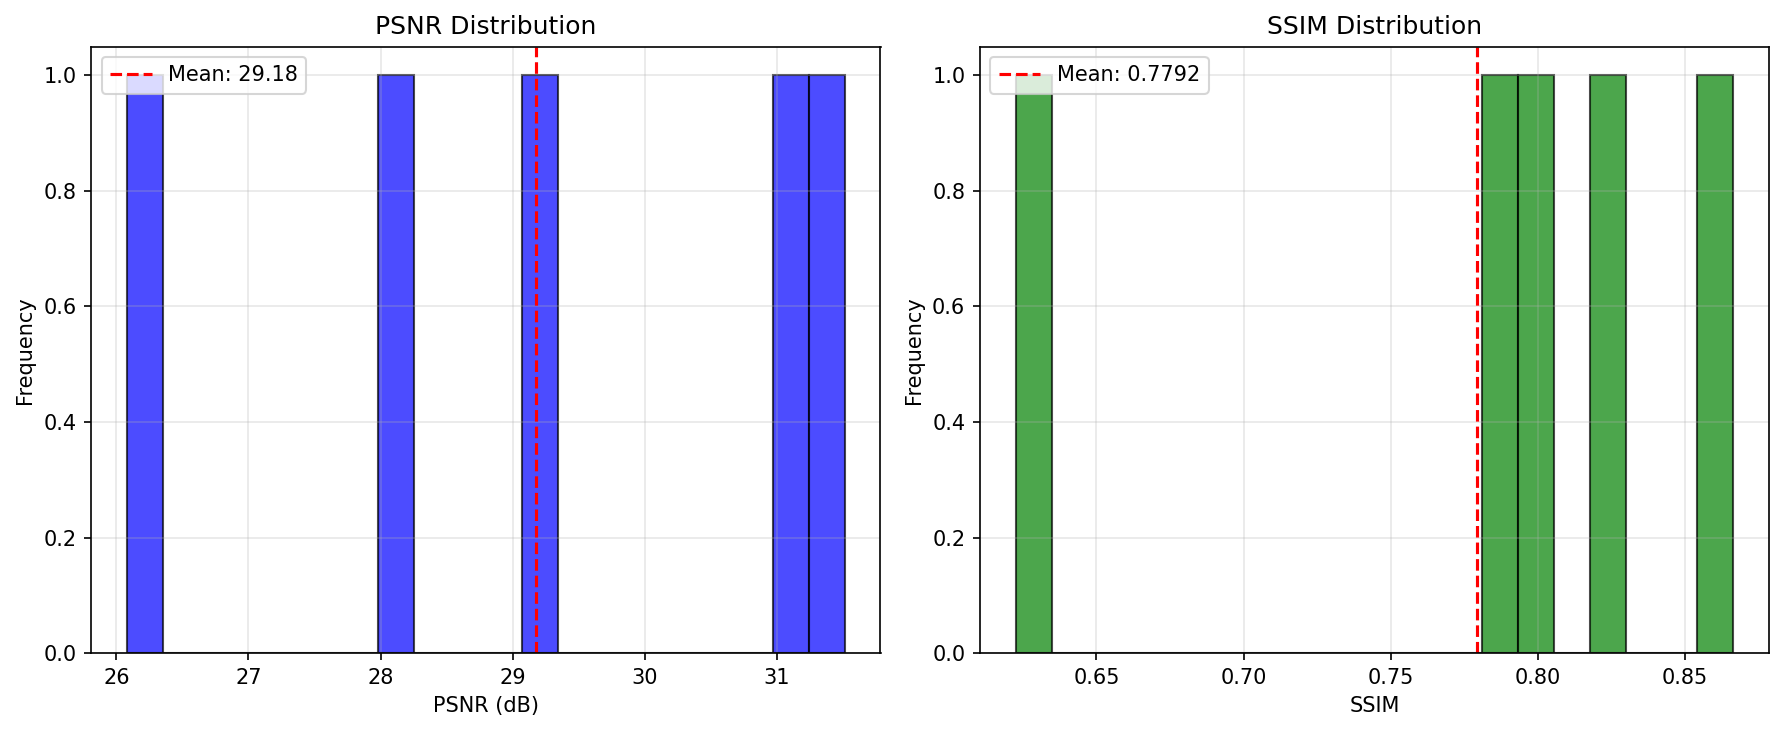 PSNR Distribution
Mean: 29.18
1.0
0.8
0.6
0.4
0.2
0.0
Frequency
26 27 28 29 30 31
PSNR (dB)
SSIM Distribution
Mean: 0.7792
1.0
0.8
0.6
0.4
0.2
0.0
Frequency
0.65 0.70 0.75 0.80 0.85
SSIM